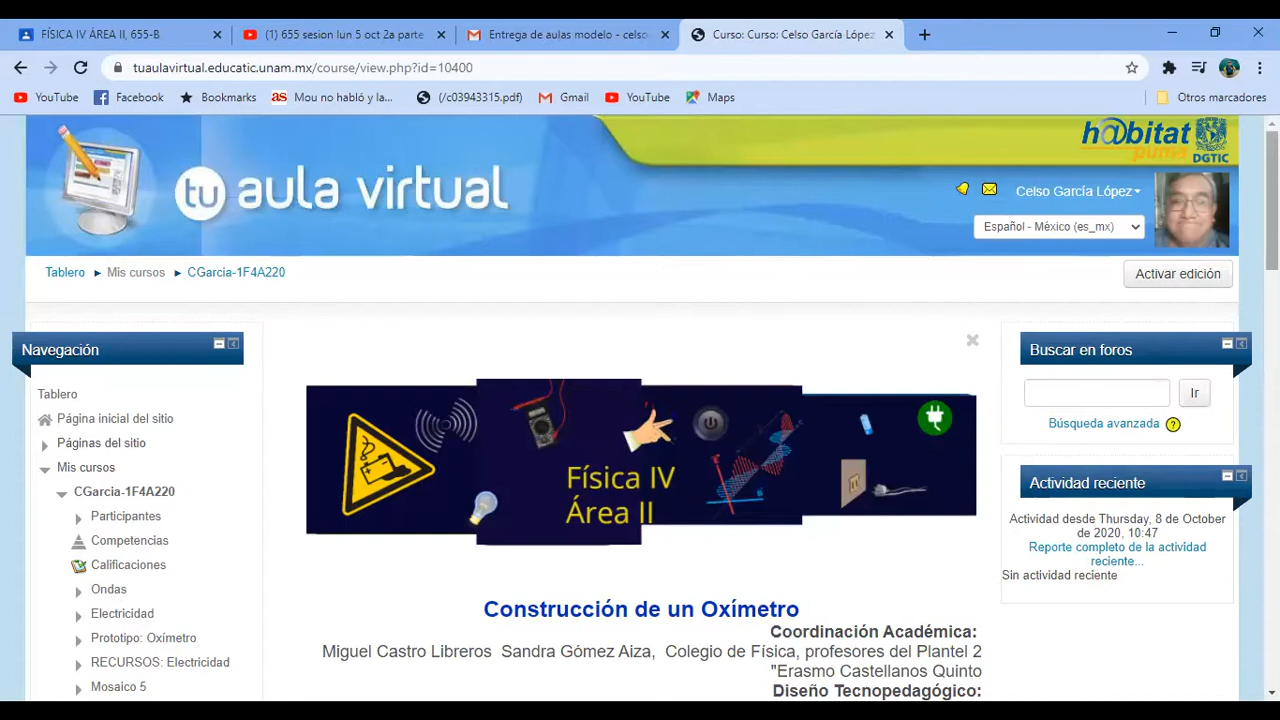 FÍSICA IV ÁREA II, 655-B
(1) 655 sesion lun 5 oct 2a parte
Entrega de aulas modelo - celso
Curso: Curso: Celso García López
tuaulavirtual.educatic.unam.mx/course/view.php?id=10400
YouTube
Facebook
Bookmarks
as Mou no habló y la...
(/c03943315.pdf)
Gmail
YouTube
Maps
Otros marcadores
h@bitat
puma
DGTIC
tu aula virtual
Celso García López
Español - México (es_mx)
Tablero ► Mis cursos ► CGarcia-1F4A220
Activar edición
Navegación
Tablero
Página inicial del sitio
Páginas del sitio
Mis cursos
CGarcia-1F4A220
Participantes
Competencias
Calificaciones
Ondas
Electricidad
Prototipo: Oxímetro
RECURSOS: Electricidad
Mosaico 5
Física IV
Área II
Construcción de un Oxímetro
Coordinación Académica:
Miguel Castro Libreros Sandra Gómez Aiza, Colegio de Física, profesores del Plantel 2
"Erasmo Castellanos Quinto
Diseño Tecnopedagógico:
Buscar en foros
Ir
Búsqueda avanzada ?
Actividad reciente
Actividad desde Thursday, 8 de October
de 2020, 10:47
Reporte completo de la actividad
reciente...
Sin actividad reciente